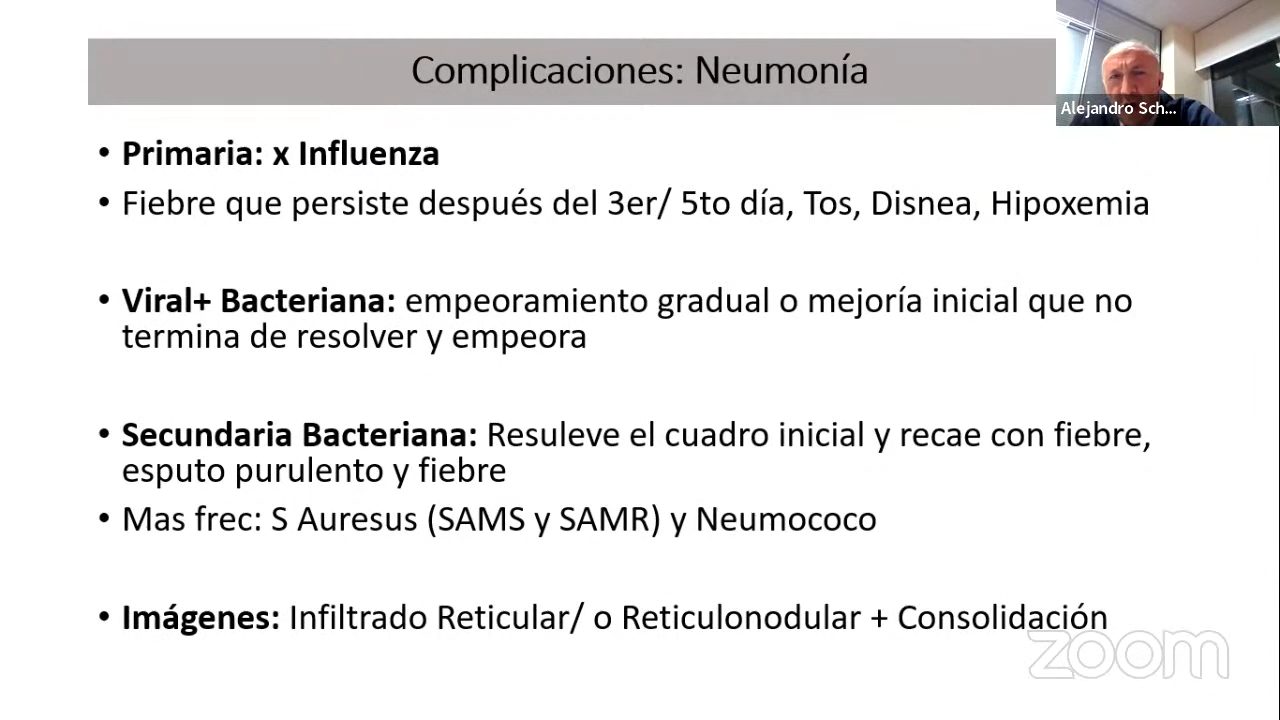 Complicaciones: Neumonía
Alejandro Sch...
• Primaria: x Influenza
• Fiebre que persiste después del 3er/ 5to día, Tos, Disnea, Hipoxemia
• Viral+ Bacteriana: empeoramiento gradual o mejoría inicial que no
termina de resolver y empeora
• Secundaria Bacteriana: Resuleve el cuadro inicial y recae con fiebre,
esputo purulento y fiebre
• Mas frec: S Auresus (SAMS y SAMR) y Neumococo
• Imágenes: Infiltrado Reticular/ o Reticulonodular + Consolidación
zoom